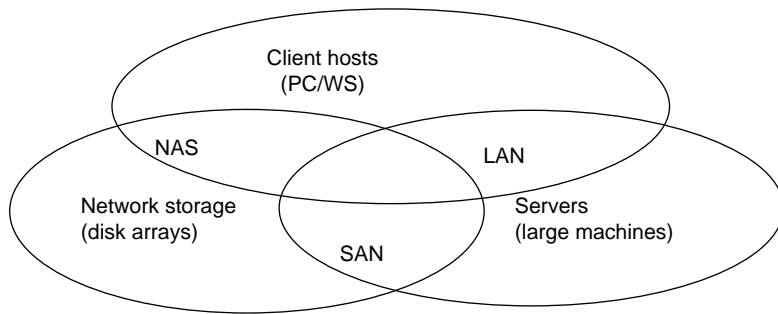 Client hosts
(PC/WS)
NAS
LAN
Network storage
(disk arrays)
Servers
(large machines)
SAN